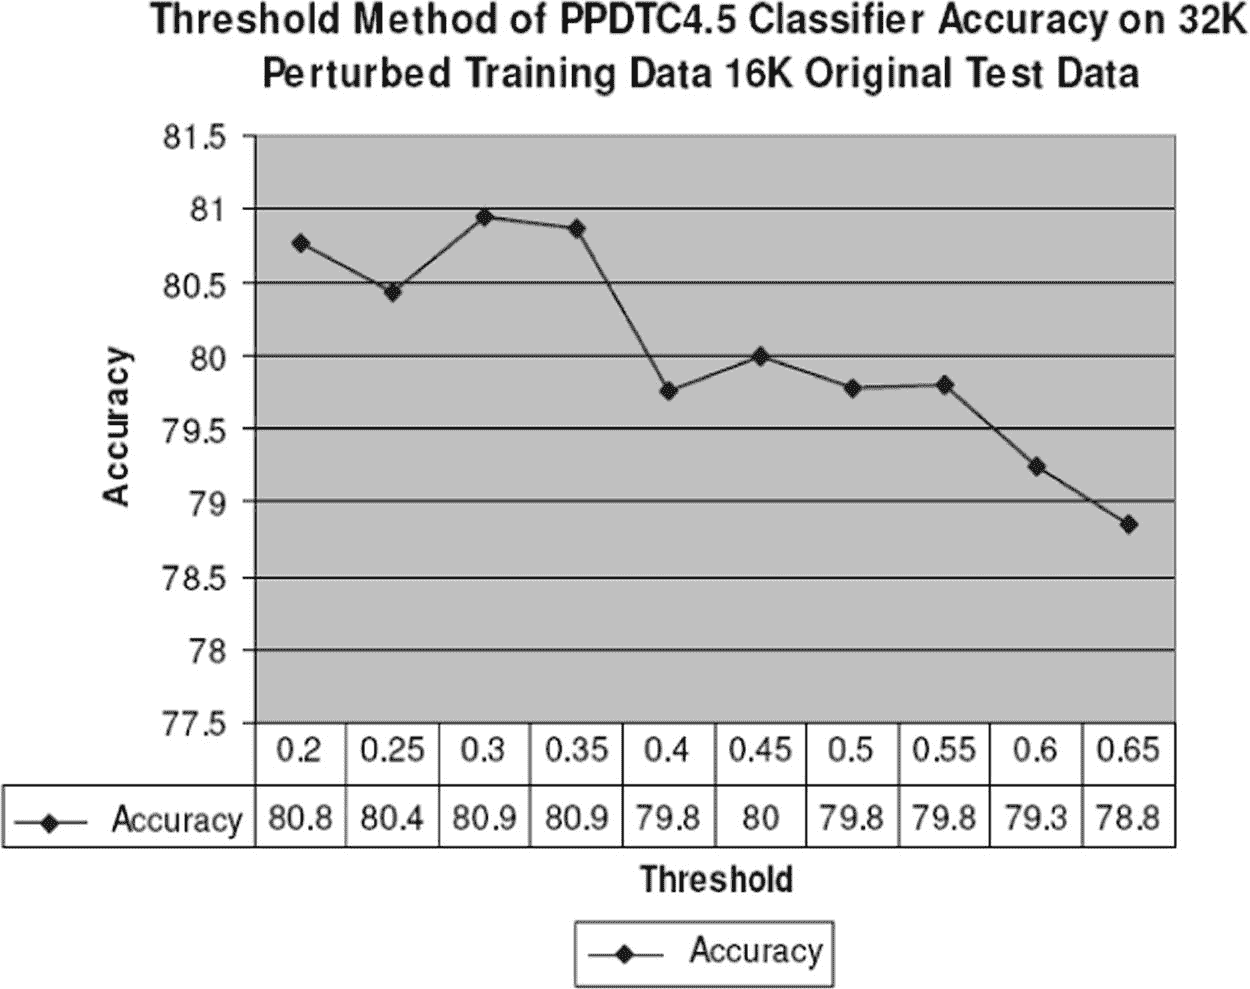 Threshold Method of PPDTC4.5 Classifier Accuracy on 32K
Perturbed Training Data 16K Original Test Data
Accuracy
81.5
81
80.5
80
79.5
79
78.5
78
77.5
0.2 0.25 0.3 0.35 0.4 0.45 0.5 0.55 0.6 0.65
Accuracy 80.8 80.4 80.9 80.9 79.8 80 79.8 79.8 79.3 78.8
Threshold
Accuracy